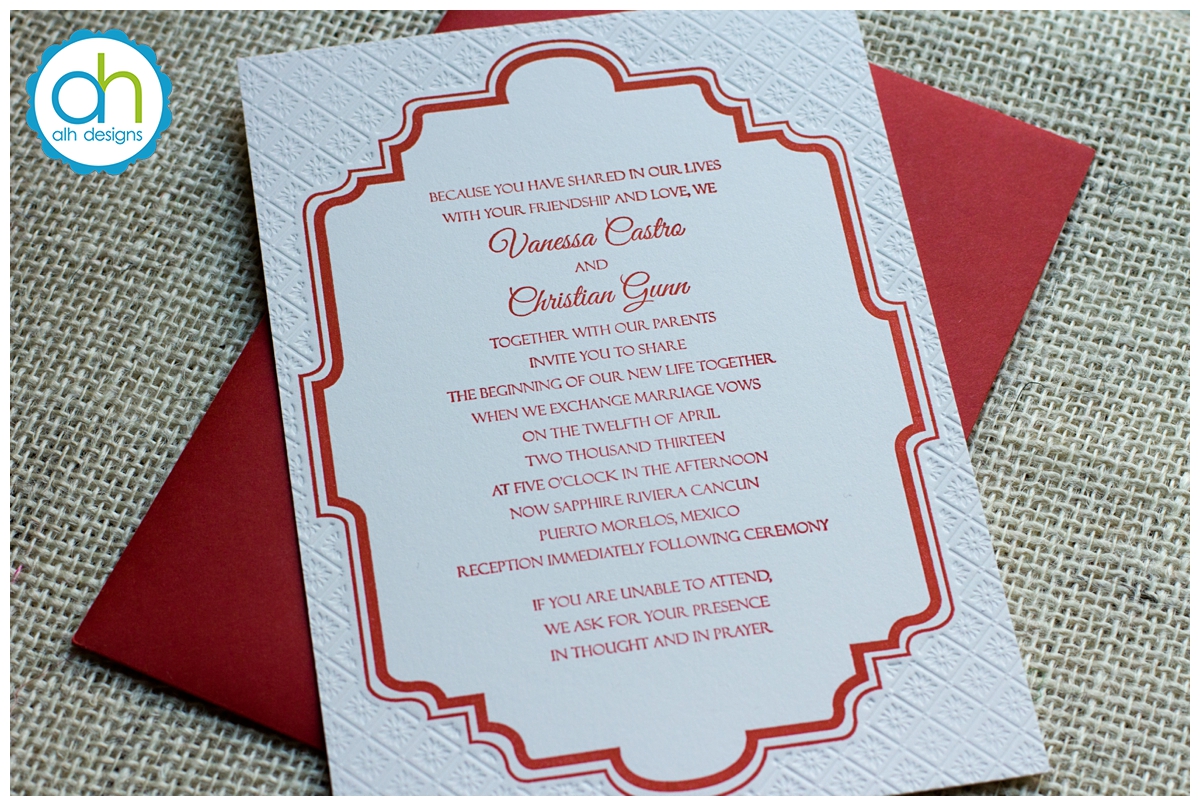 ah
alh designs
BECAUSE YOU HAVE SHARED IN OUR LIVES
WITH YOUR FRIENDSHIP AND LOVE, WE
Vanessa Castro
AND
Christian Gunn
TOGETHER WITH OUR PARENTS
INVITE YOU TO SHARE
THE BEGINNING OF OUR NEW LIFE TOGETHER
WHEN WE EXCHANGE MARRIAGE VOWS
ON THE TWELFTH OF APRIL
TWO THOUSAND THIRTEEN
AT FIVE O'CLOCK IN THE AFTERNOON
NOW SAPPHIRE RIVIERA CANCUN
PUERTO MORELOS, MEXICO
RECEPTION IMMEDIATELY FOLLOWING CEREMONY
IF YOU ARE UNABLE TO ATTEND,
WE ASK FOR YOUR PRESENCE
IN THOUGHT AND IN PRAYER